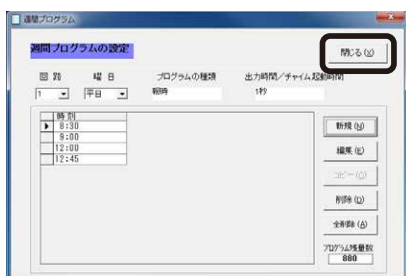 週間プログラム
週間プログラムの設定
閉じる(X)
回路 曜日 プログラムの種類 出力時間/チャイム起動時間
1 平日 報時 1秒
時刻
8:30
9:00
12:00
12:45
新規(N)
編集(E)
コピー(C)
削除(D)
全削除(A)
プログラム残量数
880